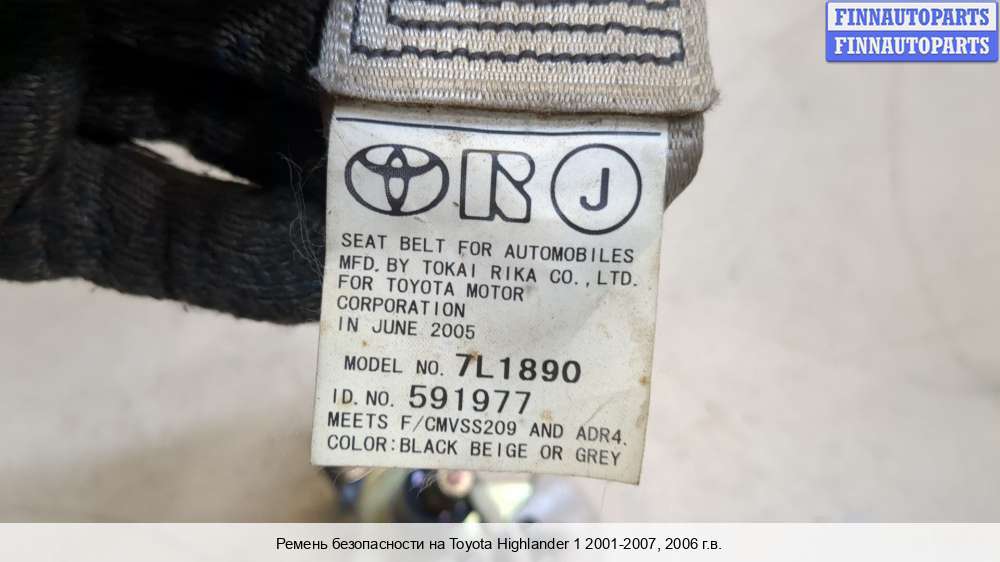 FINNAUTOPARTS
FINNAUTOPARTS
J
SEAT BELT FOR AUTOMOBILES
MFD. BY TOKAI RIKA CO., LTD.
FOR TOYOTA MOTOR
CORPORATION
IN JUNE 2005
MODEL NO. 7L1890
ID. NO. 591977
MEETS F/CMVSS209 AND ADR4.
COLOR:BLACK BEIGE OR GREY
Ремень безопасности на Toyota Highlander 1 2001-2007, 2006 г.в.